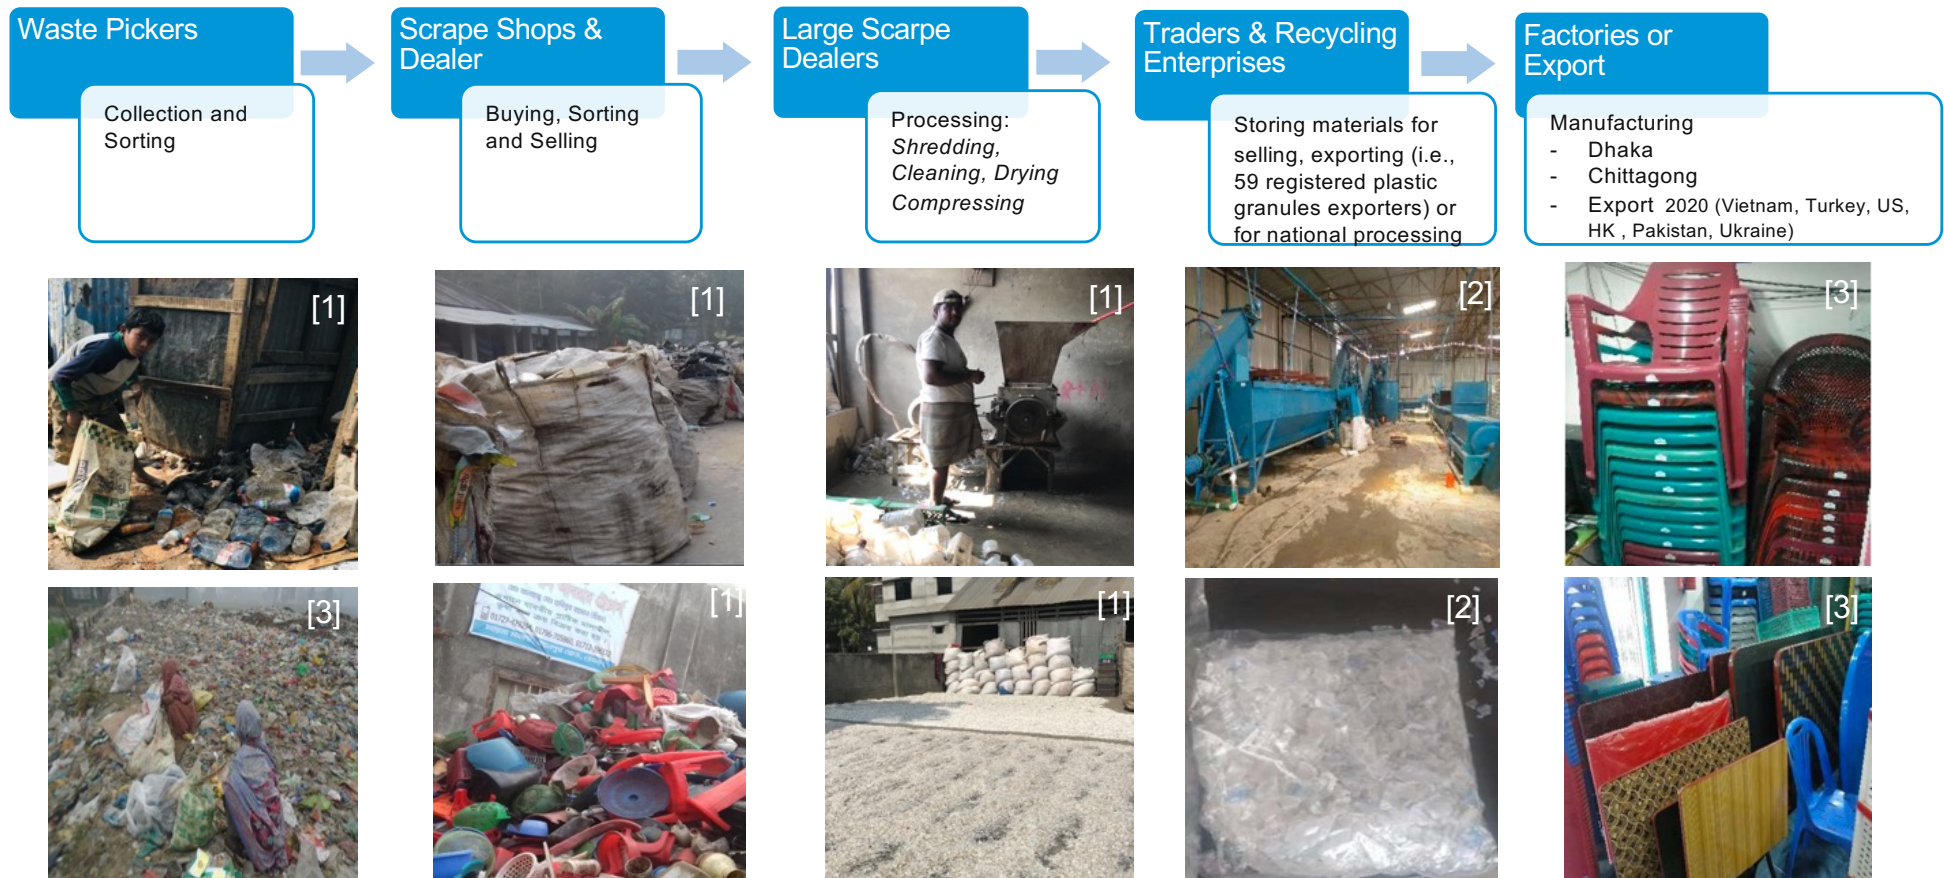 Waste Pickers
Collection and
Sorting
Scrape Shops &
Dealer
Buying, Sorting
and Selling
Large Scarpe
Dealers
Processing:
Shredding,
Cleaning, Drying
Compressing
Traders & Recycling
Enterprises
Storing materials for
selling, exporting (i.e.,
59 registered plastic
granules exporters) or
for national processing
Factories or
Export
Manufacturing
- Dhaka
- Chittagong
- Export 2020 (Vietnam, Turkey, US,
HK , Pakistan, Ukraine)
[1]
[1]
[1]
[2]
[3]
[3]
[1]
[1]
[2]
[3]